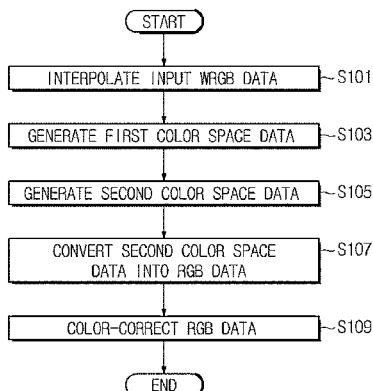 START
INTERPOLATE INPUT WRGB DATA
S101
GENERATE FIRST COLOR SPACE DATA
S103
GENERATE SECOND COLOR SPACE DATA
S105
CONVERT SECOND COLOR SPACE
DATA INTO RGB DATA
S107
COLOR-CORRECT RGB DATA
S109
END